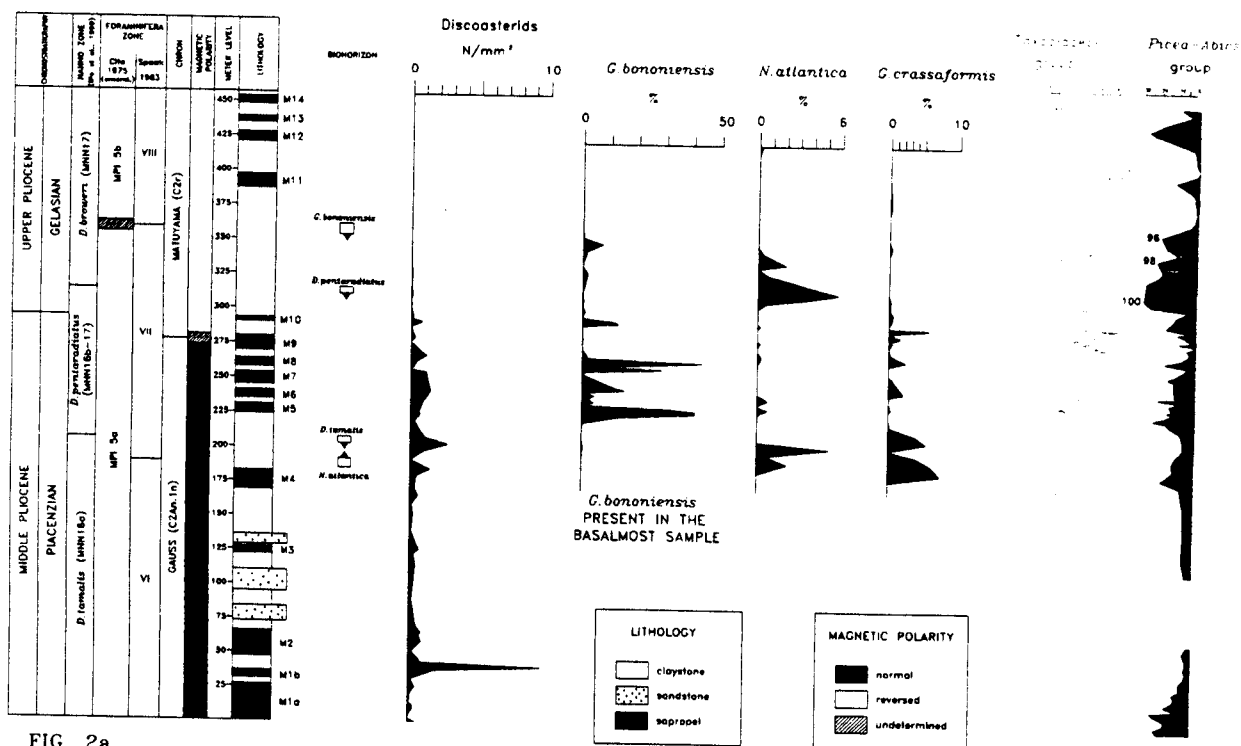 CHRONOSTRATIGRAPHY
NANNO ZONE
FORAMINIFERA
ZONE
Cita
1975
(emend.)
Spaak
1983
CHRON
MAGNETIC
POLARITY
METER LEVEL
LITHOLOGY
BIOHORIZON
Discoasterids
N/mm²
0 10
G.bononiensis
%
0 50
N.atlantica
%
0 6
G.crassaformis
%
0 10
Picea-Abies
group
UPPER PLIOCENE
GELASIAN
MIDDLE PLIOCENE
PIACENZIAN
D.broweri (MNN17)
D.pentaradiatus
(MNN16b-17)
D.tamalis (MNN16a)
MPl 5b
MPl 5a
VIII
VII
VI
MATUYAMA (C2r)
GAUSS (C2An.1n)
450
425
400
375
350
325
300
275
250
225
200
175
150
125
100
75
50
25
M14
M13
M12
M11
M10
M9
M8
M7
M6
M5
M4
M3
M2
M1b
M1a
G.bononiensis
D.pentaradiatus
D.tamalis
N.atlantica
96
98
100
G.bononiensis
PRESENT IN THE
BASALMOST SAMPLE
LITHOLOGY
claystone
sandstone
sapropel
MAGNETIC POLARITY
normal
reversed
undetermined
FIG. 2a